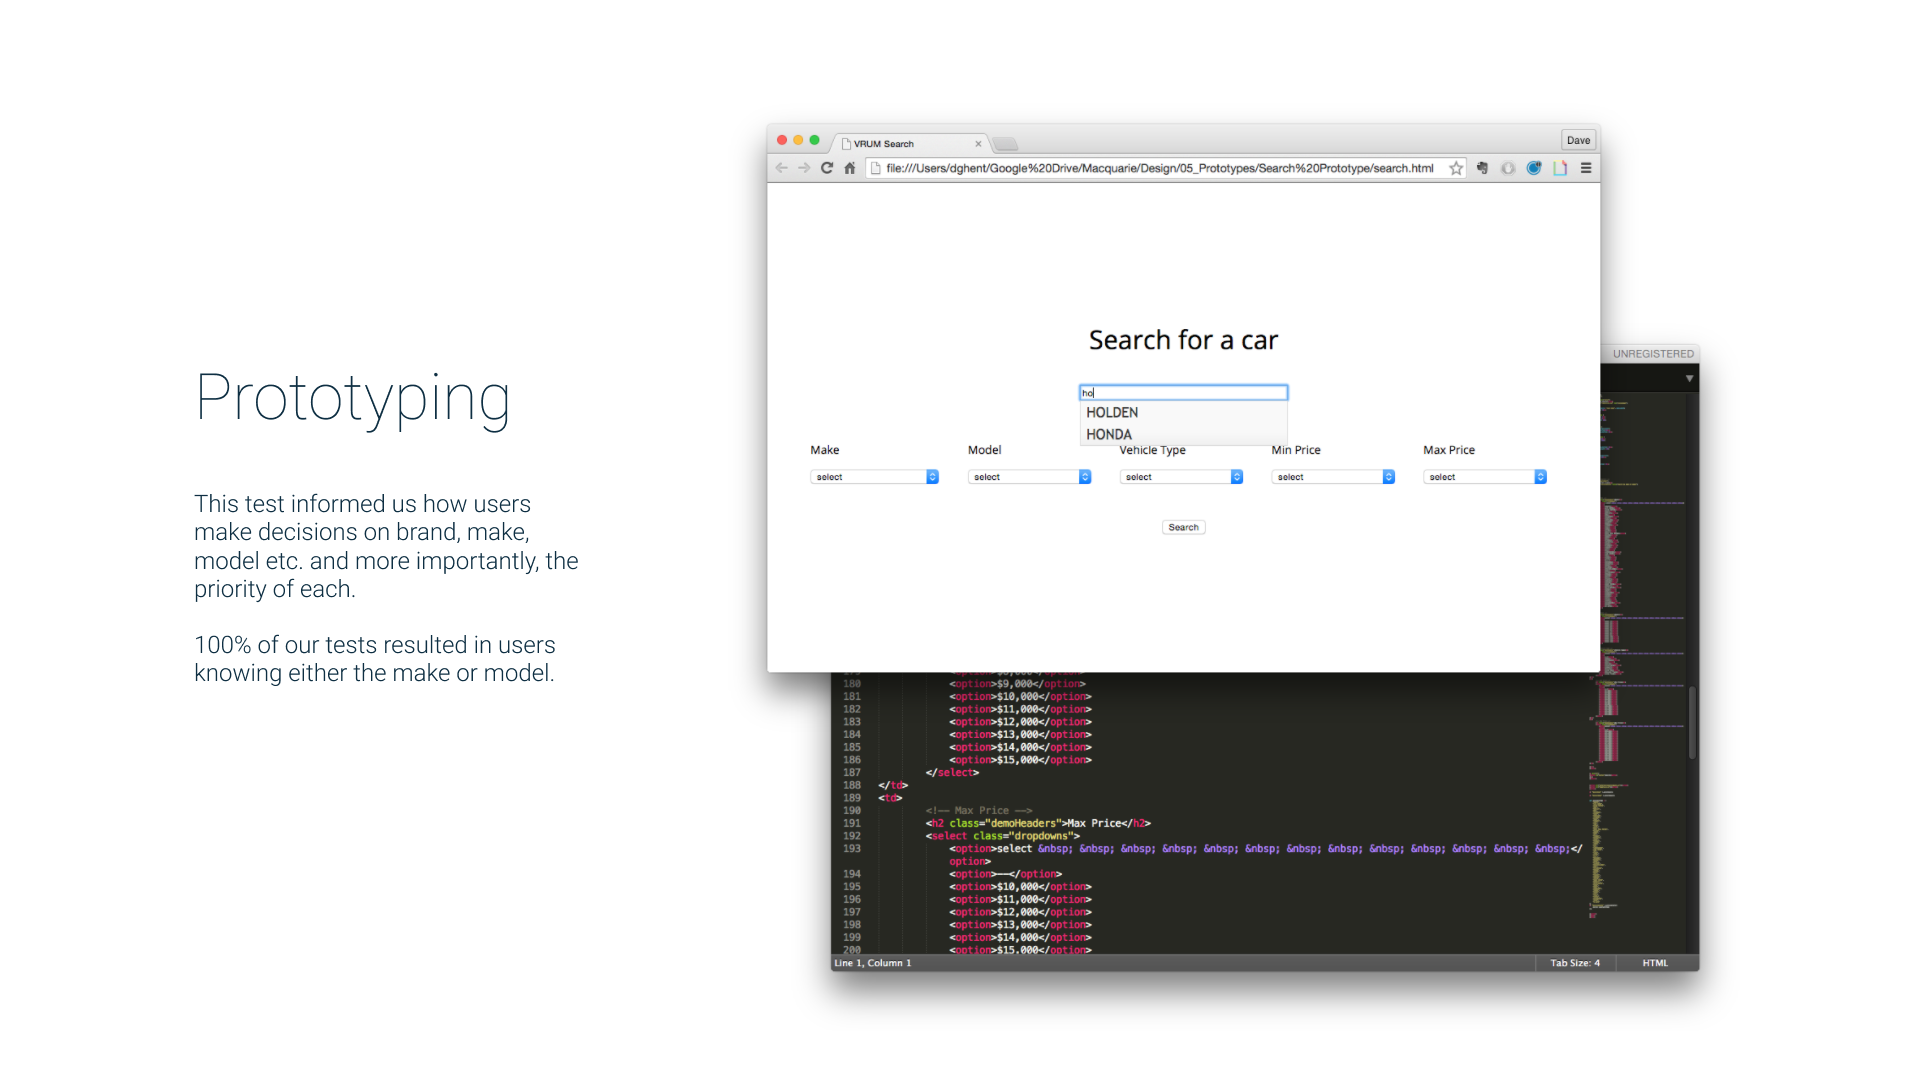 Prototyping
This test informed us how users
make decisions on brand, make,
model etc. and more importantly, the
priority of each.
100% of our tests resulted in users
knowing either the make or model.
VRUM Search
Dave
file:///Users/dghent/Google%20Drive/Macquarie/Design/05_Prototypes/Search%20Prototype/search.html
Search for a car
ho
HOLDEN
HONDA
Make Model Vehicle Type Min Price Max Price
select select select select select
Search
UNREGISTERED
180 <option>$9,000</option>
181 <option>$10,000</option>
182 <option>$11,000</option>
183 <option>$12,000</option>
184 <option>$13,000</option>
185 <option>$14,000</option>
186 <option>$15,000</option>
187 </select>
188 </td>
189 <td>
190 <!-- Max Price -->
191 <h2 class="demoHeaders">Max Price</h2>
192 <select class="dropdowns">
193 <option>select &nbsp; &nbsp; &nbsp; &nbsp; &nbsp; &nbsp; &nbsp; &nbsp; &nbsp; &nbsp; &nbsp; &nbsp; &nbsp;</
option>
194 <option>--</option>
195 <option>$10,000</option>
196 <option>$11,000</option>
197 <option>$12,000</option>
198 <option>$13,000</option>
199 <option>$14,000</option>
200 <option>$15,000</option>
Line 1, Column 1
Tab Size: 4
HTML